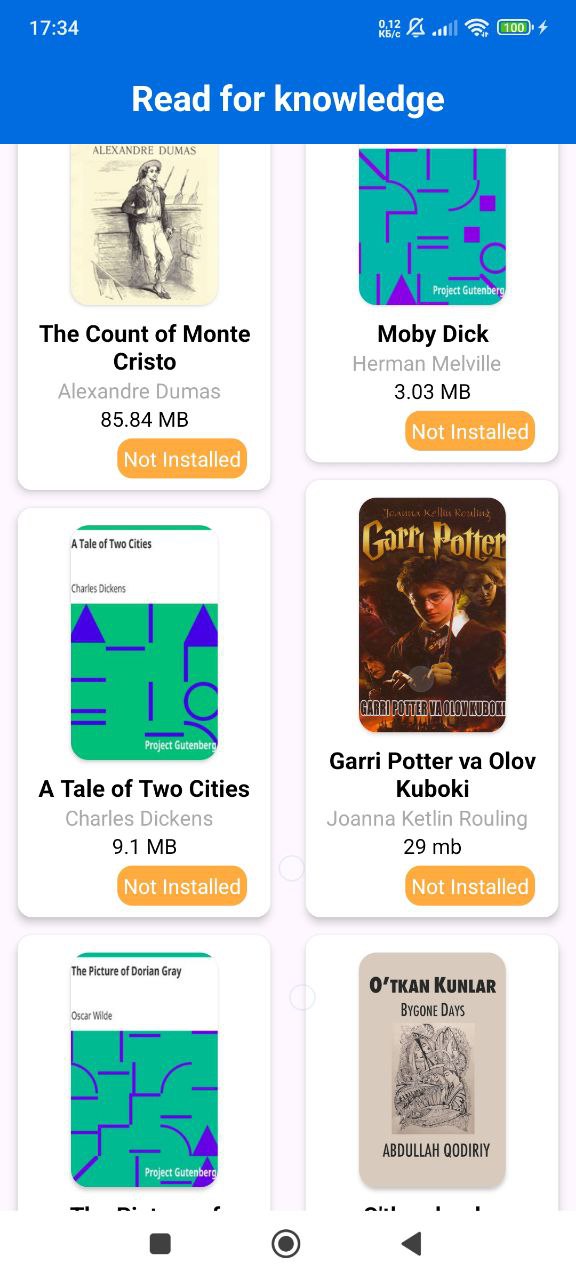 17:34
0,12
КБ/с
100
Read for knowledge
ALEXANDRE DUMAS
The Count of Monte
Cristo
Alexandre Dumas
85.84 MB
Not Installed
Project Gutenberg
Moby Dick
Herman Melville
3.03 MB
Not Installed
A Tale of Two Cities
Charles Dickens
Project Gutenberg
A Tale of Two Cities
Charles Dickens
9.1 MB
Not Installed
Joanna Ketlin Rouling
Garri Potter
GARRI POTTER VA OLOV KUBOKI
Garri Potter va Olov
Kuboki
Joanna Ketlin Rouling
29 mb
Not Installed
The Picture of Dorian Gray
Oscar Wilde
Project Gutenberg
O'TKAN KUNLAR
BYGONE DAYS
ABDULLAH QODIRIY